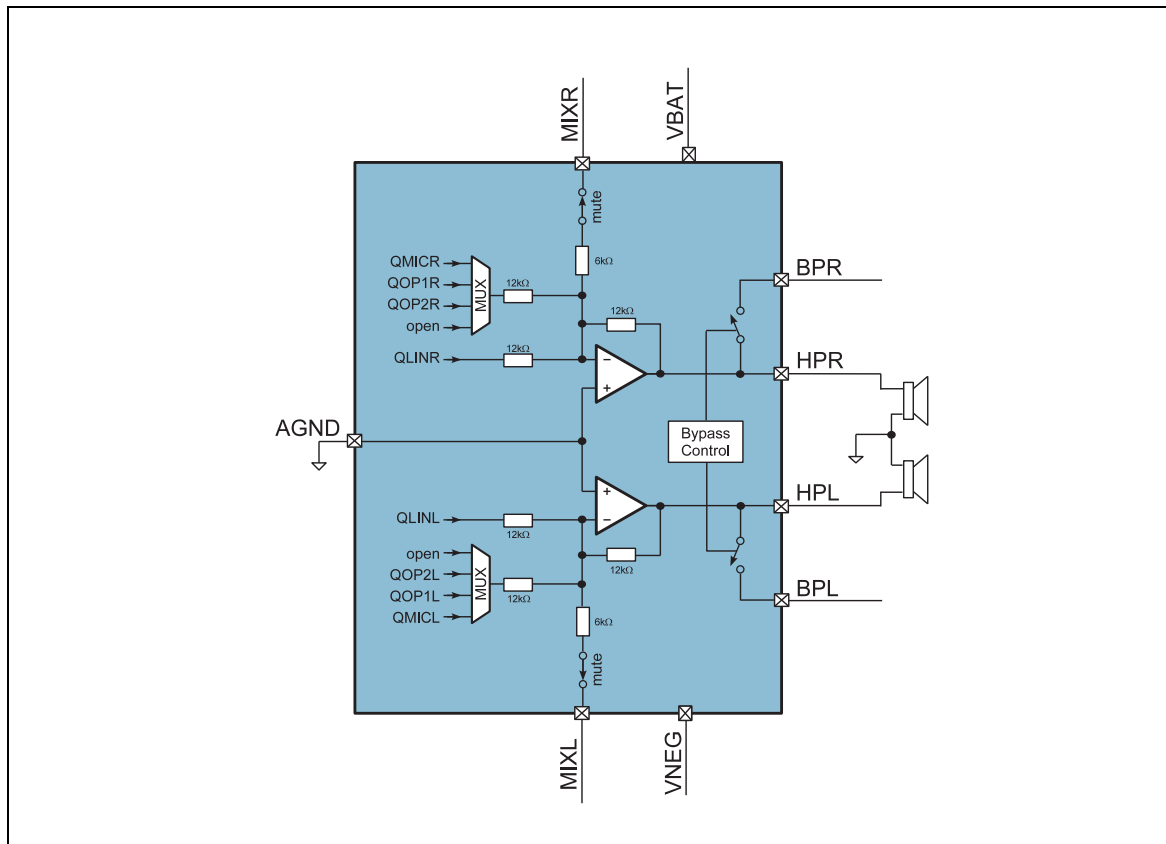 MIXR
VBAT
mute
6kΩ
QMICR
QOP1R
QOP2R
open
MUX
12kΩ
12kΩ
QLINR
12kΩ
−
+
BPR
HPR
AGND
Bypass
Control
+
−
HPL
QLINL
12kΩ
12kΩ
open
QOP2L
QOP1L
QMICL
MUX
12kΩ
BPL
6kΩ
mute
MIXL
VNEG